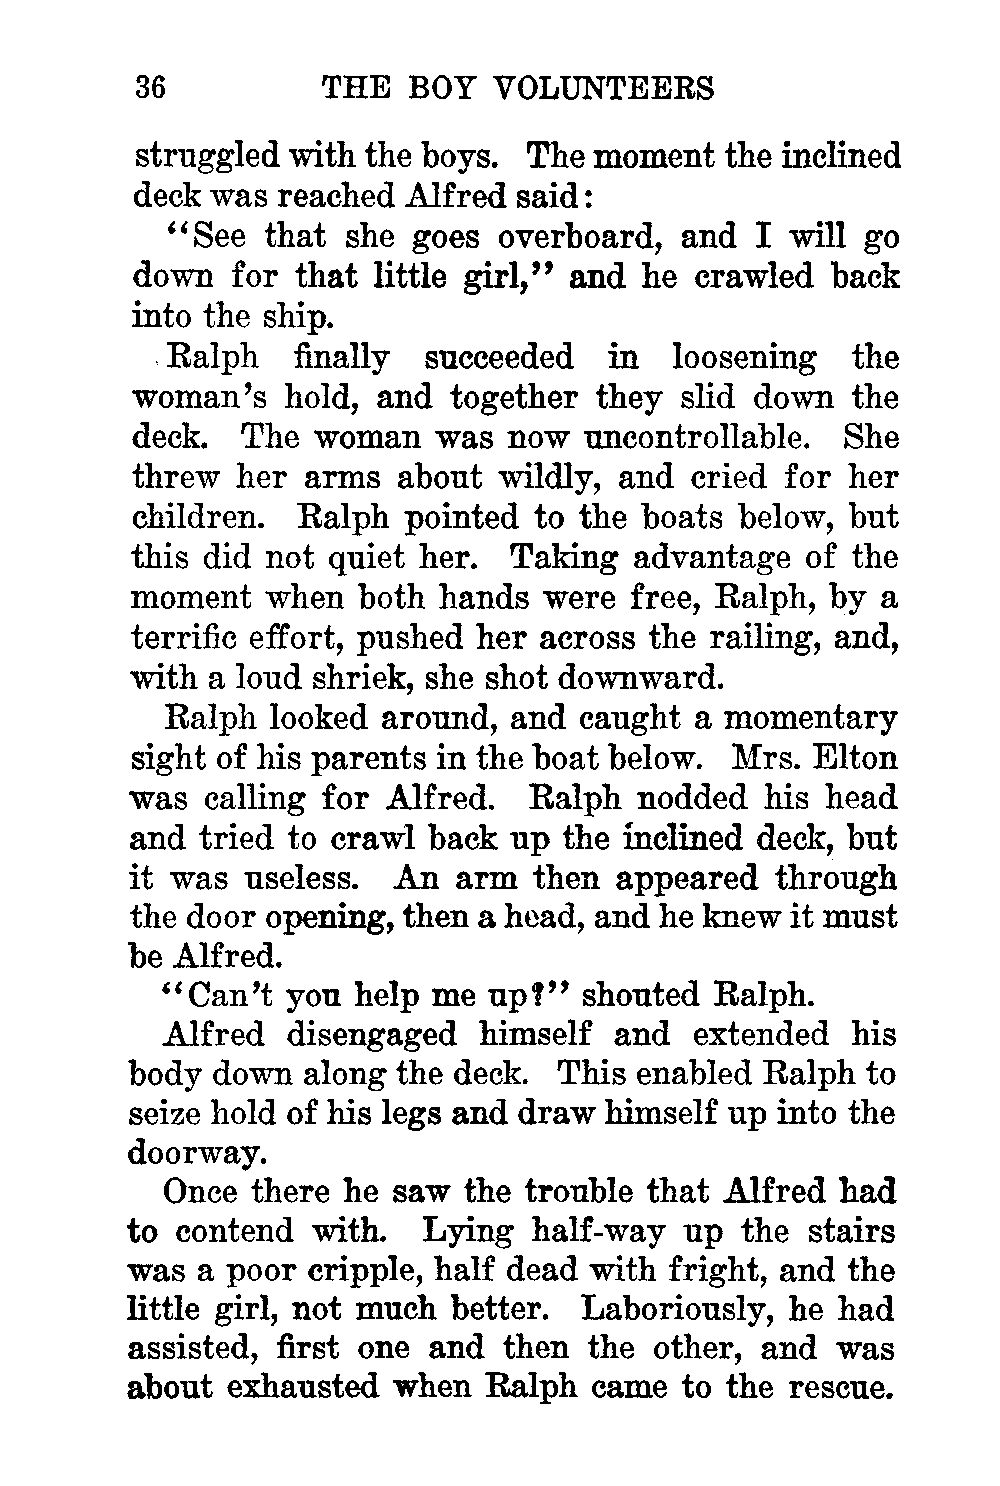 36 THE BOY VOLUNTEERS
struggled with the boys. The moment the inclined
deck was reached Alfred said:
"See that she goes overboard, and I will go
down for that little girl," and he crawled back
into the ship.
Ralph finally succeeded in loosening the
woman's hold, and together they slid down the
deck. The woman was now uncontrollable. She
threw her arms about wildly, and cried for her
children. Ralph pointed to the boats below, but
this did not quiet her. Taking advantage of the
moment when both hands were free, Ralph, by a
terrific effort, pushed her across the railing, and,
with a loud shriek, she shot downward.
Ralph looked around, and caught a momentary
sight of his parents in the boat below. Mrs. Elton
was calling for Alfred. Ralph nodded his head
and tried to crawl back up the inclined deck, but
it was useless. An arm then appeared through
the door opening, then a head, and he knew it must
be Alfred.
"Can't you help me up?" shouted Ralph.
Alfred disengaged himself and extended his
body down along the deck. This enabled Ralph to
seize hold of his legs and draw himself up into the
doorway.
Once there he saw the trouble that Alfred had
to contend with. Lying half-way up the stairs
was a poor cripple, half dead with fright, and the
little girl, not much better. Laboriously, he had
assisted, first one and then the other, and was
about exhausted when Ralph came to the rescue.